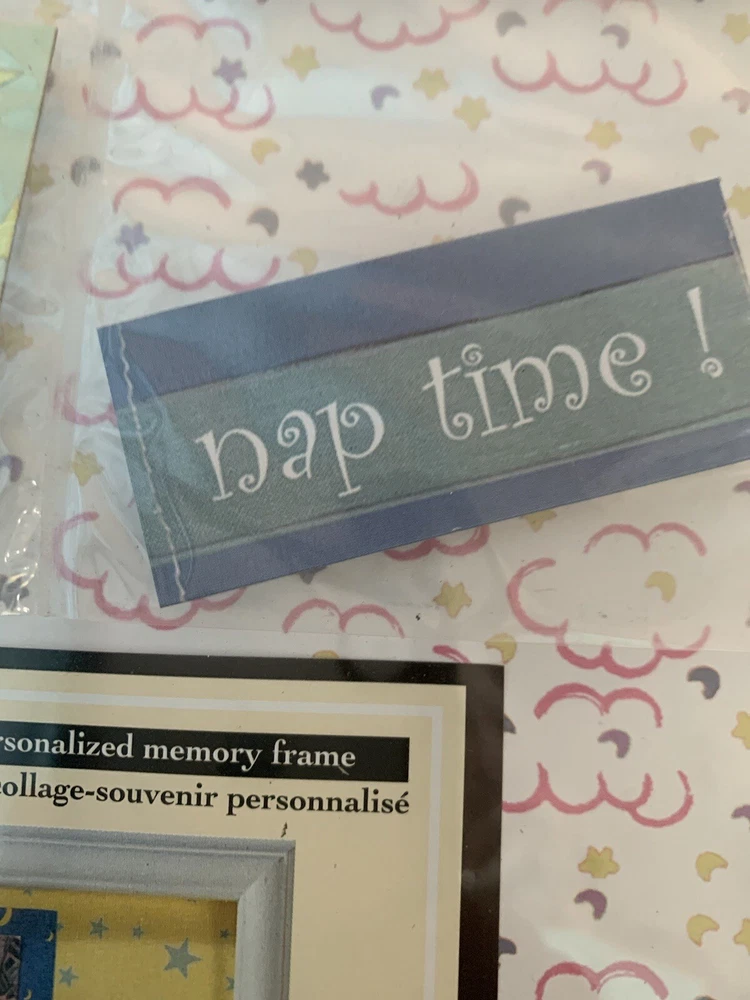 nap time !
rsonalized memory frame
ollage-souvenir personnalisé